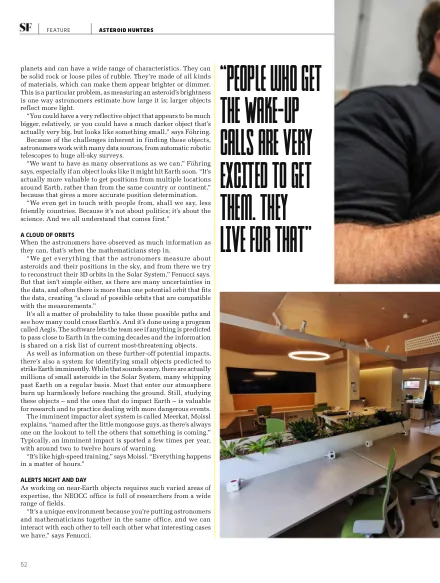 SF FEATURE ASTEROID HUNTERS
planets and can have a wide range of characteristics. They can
be solid rock or loose piles of rubble. They're made of all kinds
of materials, which can make them appear brighter or dimmer.
This is a particular problem, as measuring an asteroid's brightness
is one way astronomers estimate how large it is; larger objects
reflect more light.
"You could have a very reflective object that appears to be much
bigger, relatively, or you could have a much darker object that's
actually very big, but looks like something small," says Föhring.
Because of the challenges inherent in finding these objects,
astronomers work with many data sources, from automatic robotic
telescopes to huge all-sky surveys.
"We want to have as many observations as we can," Föhring
says, especially if an object looks like it might hit Earth soon. "It's
actually more valuable to get positions from multiple locations
around Earth, rather than from the same country or continent,"
because that gives a more accurate position determination.
"We even get in touch with people from, shall we say, less
friendly countries. Because it's not about politics; it's about the
science. And we all understand that comes first."
A CLOUD OF ORBITS
When the astronomers have observed as much information as
they can, that's when the mathematicians step in.
"We get everything that the astronomers measure about
asteroids and their positions in the sky, and from there we try
to reconstruct their 3D orbits in the Solar System," Fenucci says.
But that isn't simple either, as there are many uncertainties in
the data, and often there is more than one potential orbit that fits
the data, creating "a cloud of possible orbits that are compatible
with the measurements."
It's all a matter of probability to take these possible paths and
see how many could cross Earth's. And it's done using a program
called Aegis. The software lets the team see if anything is predicted
to pass close to Earth in the coming decades and the information
is shared on a risk list of current most-threatening objects.
As well as information on these further-off potential impacts,
there's also a system for identifying small objects predicted to
strike Earth imminently. While that sounds scary, there are actually
millions of small asteroids in the Solar System, many whipping
past Earth on a regular basis. Most that enter our atmosphere
burn up harmlessly before reaching the ground. Still, studying
these objects – and the ones that do impact Earth – is valuable
for research and to practice dealing with more dangerous events.
The imminent impactor alert system is called Meerkat, Moissl
explains, "named after the little mongoose guys, as there's always
one on the lookout to tell the others that something is coming."
Typically, an imminent impact is spotted a few times per year,
with around two to twelve hours of warning.
"It's like high-speed training," says Moissl. "Everything happens
in a matter of hours."
ALERTS NIGHT AND DAY
As working on near-Earth objects requires such varied areas of
expertise, the NEOCC office is full of researchers from a wide
range of fields.
"It's a unique environment because you're putting astronomers
and mathematicians together in the same office, and we can
interact with each other to tell each other what interesting cases
we have," says Fenucci.
"PEOPLE WHO GET
THE WAKE-UP
CALLS ARE VERY
EXCITED TO GET
THEM. THEY
LIVE FOR THAT"
52